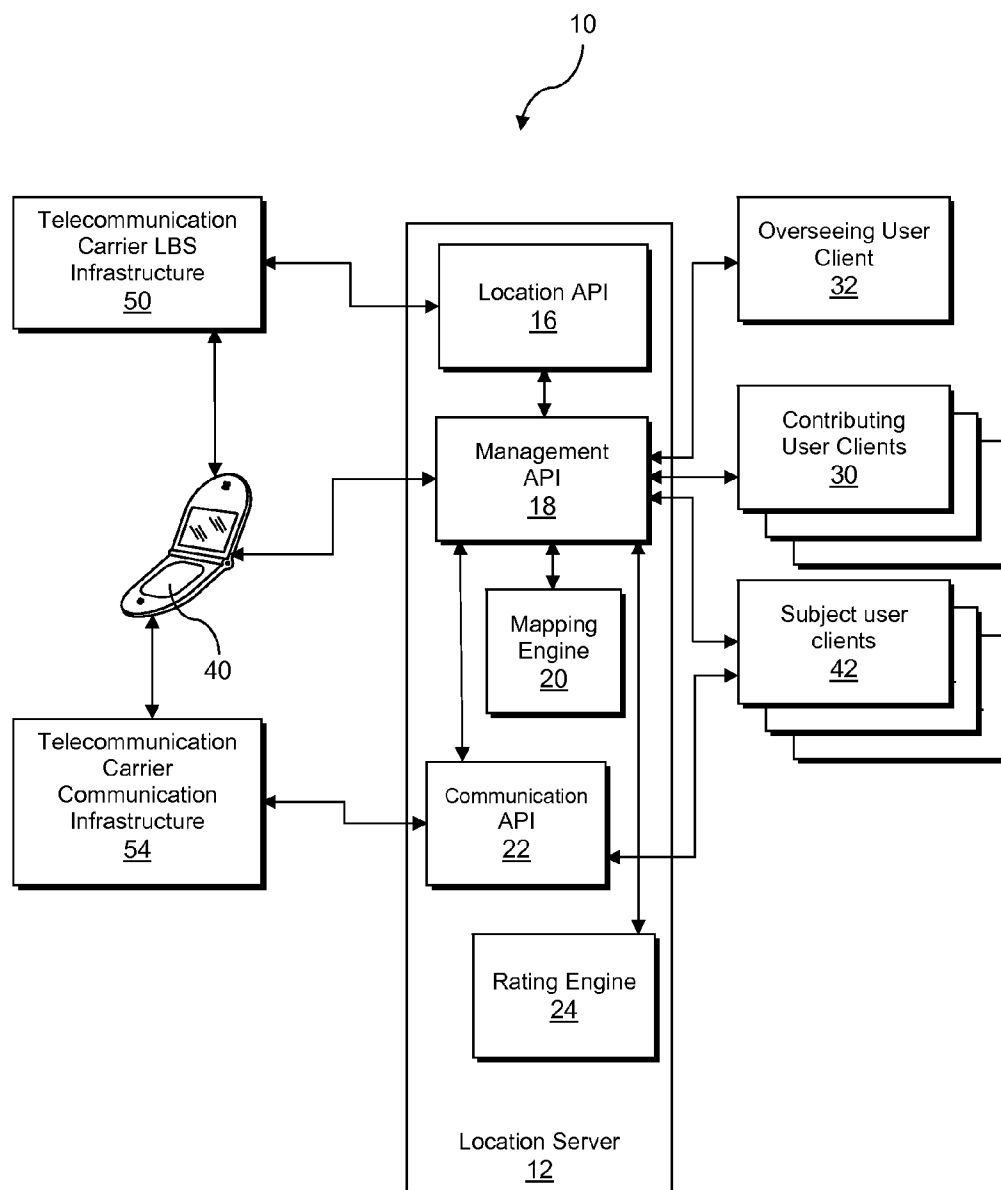 10
Telecommunication
Carrier LBS
Infrastructure
50
Location API
16
Overseeing User
Client
32
Management
API
18
Contributing
User Clients
30
40
Mapping
Engine
20
Subject user
clients
42
Telecommunication
Carrier
Communication
Infrastructure
54
Communication
API
22
Rating Engine
24
Location Server
12